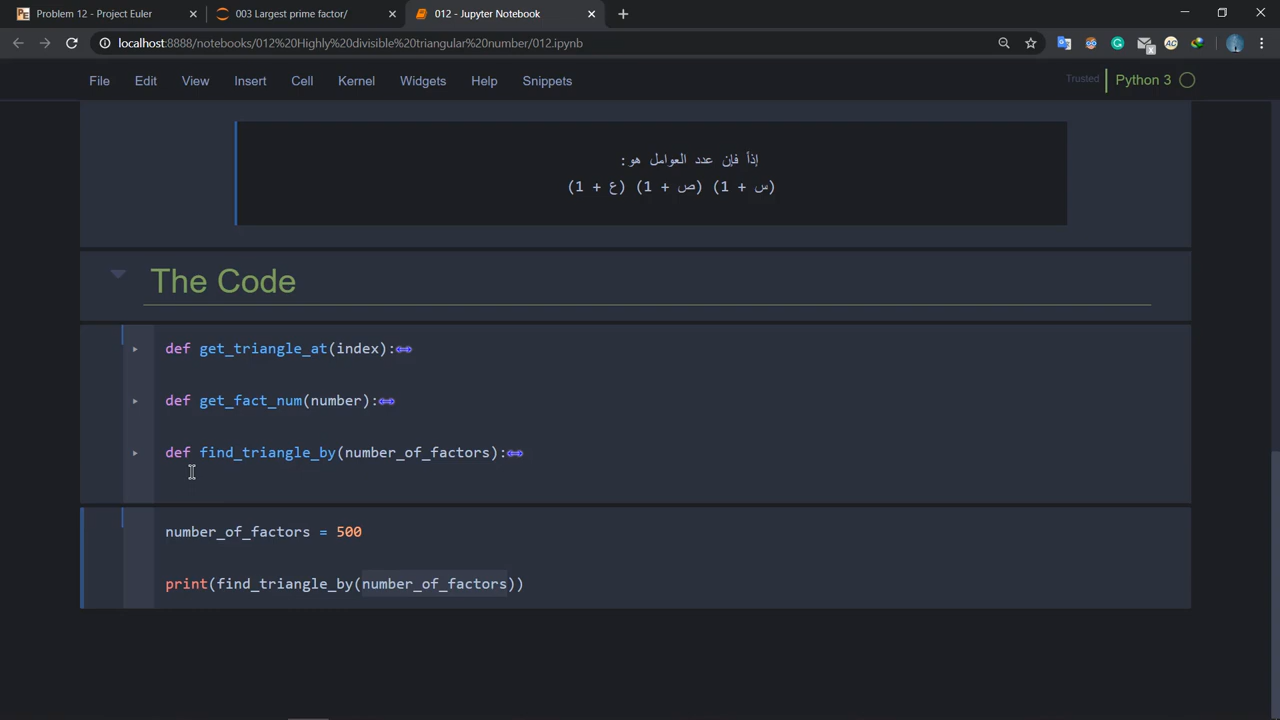 Problem 12 - Project Euler
003 Largest prime factor/
012 - Jupyter Notebook
localhost:8888/notebooks/012%20Highly%20divisible%20triangular%20number/012.ipynb
File Edit View Insert Cell Kernel Widgets Help Snippets
Trusted Python 3
إذاً فإن عدد العوامل هو:
(س + 1) (ص + 1) (ع + 1)
The Code
def get_triangle_at(index):
def get_fact_num(number):
def find_triangle_by(number_of_factors):
number_of_factors = 500
print(find_triangle_by(number_of_factors))